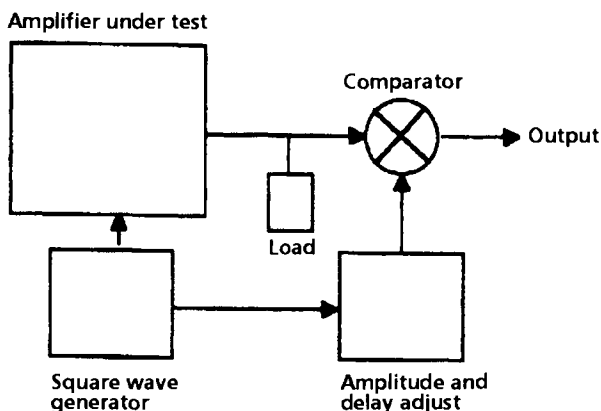 Amplifier under test
Comparator
Output
Load
Square wave
generator
Amplitude and
delay adjust